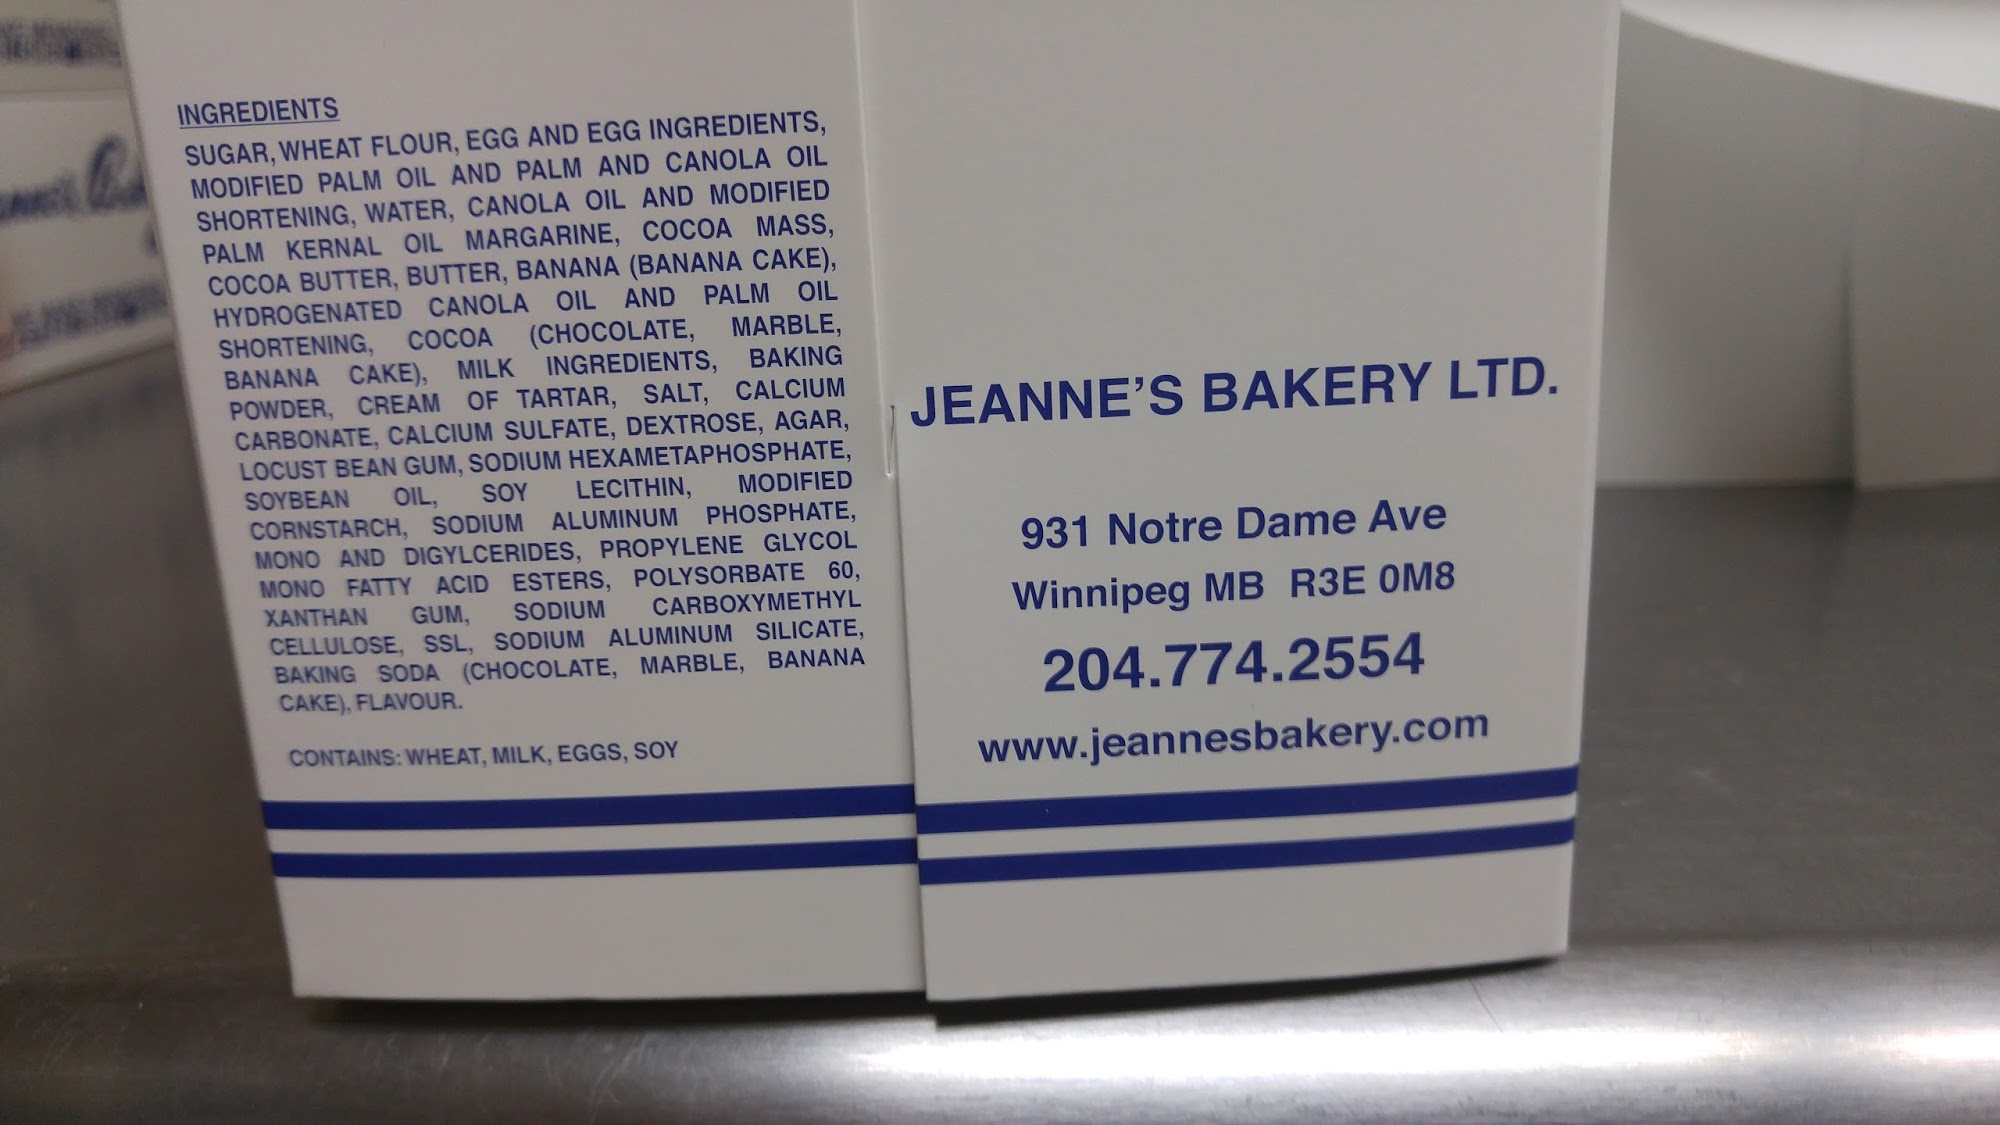 INGREDIENTS
SUGAR, WHEAT FLOUR, EGG AND EGG INGREDIENTS,
MODIFIED PALM OIL AND PALM AND CANOLA OIL
SHORTENING, WATER, CANOLA OIL AND MODIFIED
PALM KERNAL OIL MARGARINE, COCOA MASS,
COCOA BUTTER, BUTTER, BANANA (BANANA CAKE),
HYDROGENATED CANOLA OIL AND PALM OIL
SHORTENING, COCOA (CHOCOLATE, MARBLE,
BANANA CAKE), MILK INGREDIENTS, BAKING
POWDER, CREAM OF TARTAR, SALT, CALCIUM
CARBONATE, CALCIUM SULFATE, DEXTROSE, AGAR,
LOCUST BEAN GUM, SODIUM HEXAMETAPHOSPHATE,
SOYBEAN OIL, SOY LECITHIN, MODIFIED
CORNSTARCH, SODIUM ALUMINUM PHOSPHATE,
MONO AND DIGYLCERIDES, PROPYLENE GLYCOL
MONO FATTY ACID ESTERS, POLYSORBATE 60,
XANTHAN GUM, SODIUM CARBOXYMETHYL
CELLULOSE, SSL, SODIUM ALUMINUM SILICATE,
BAKING SODA (CHOCOLATE, MARBLE, BANANA
CAKE), FLAVOUR.
CONTAINS: WHEAT, MILK, EGGS, SOY
JEANNE'S BAKERY LTD.
931 Notre Dame Ave
Winnipeg MB R3E 0M8
204.774.2554
www.jeannesbakery.com